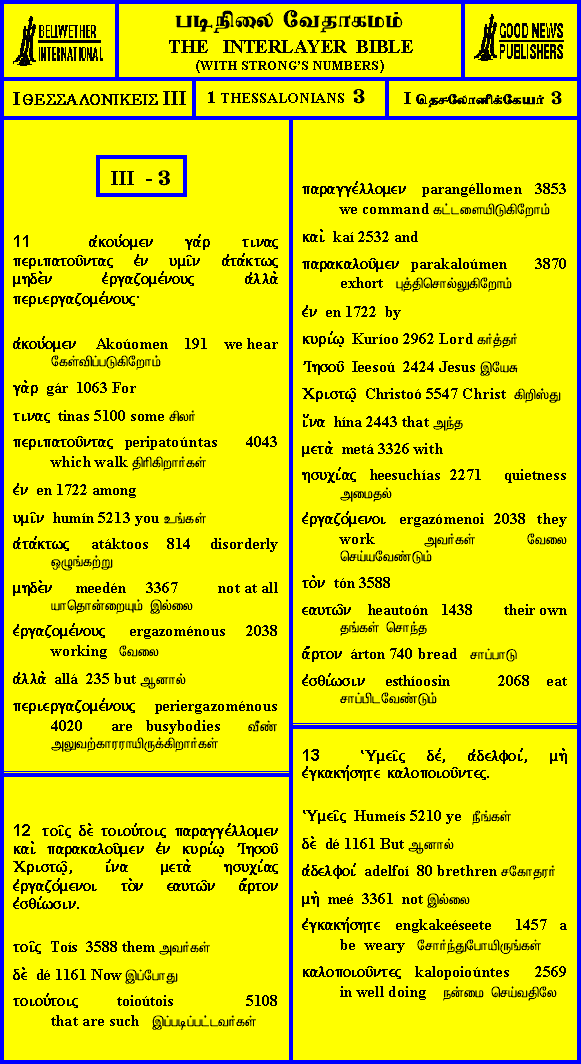 BELLWETHER
INTERNATIONAL
படிநிலை வேதாகமம்
THE INTERLAYER BIBLE
(WITH STRONG'S NUMBERS)
GOOD NEWS
PUBLISHERS
I ΘΕΣΣΑΛΟΝΙΚΕΙΣ III
1 THESSALONIANS 3
I தெசலோனிக்கேயர் 3
III - 3
11 ἀκούομεν γάρ τινας
περιπατοῦντας ἐν υμῖν ἀτάκτως
μηδὲν ἐργαζομένους ἀλλὰ
περιεργαζομένους·
ἀκούομεν Akoúomen 191 we hear
கேள்விப்படுகிறோம்
γὰρ gár 1063 For
τινας tinas 5100 some சிலர்
περιπατοῦντας peripatoúntas 4043
which walk திரிகிறார்கள்
ἐν en 1722 among
υμῖν humín 5213 you உங்கள்
ἀτάκτως atáktoos 814 disorderly
ஒழுங்கற்று
μηδὲν meedén 3367 not at all
யாதொன்றையும் இல்லை
ἐργαζομένους ergazoménous 2038
working வேலை
ἀλλὰ allá 235 but ஆனால்
περιεργαζομένους periergazoménous
4020 are busybodies வீண்
அலுவற்காரராயிருக்கிறார்கள்
12 τοῖς δὲ τοιούτοις παραγγέλλομεν
καὶ παρακαλοῦμεν ἐν κυρίῳ Ἰησοῦ
Χριστῷ, ίνα μετὰ ησυχίας
ἐργαζόμενοι τὸν εαυτῶν ἄρτον
ἐσθίωσιν.
τοῖς Toís 3588 them அவர்கள்
δὲ dé 1161 Now இப்போது
τοιούτοις toioútois 5108
that are such இப்படிப்பட்டவர்கள்
παραγγέλλομεν parangéllomen 3853
we command கட்டளையிடுகிறோம்
καὶ kaí 2532 and
παρακαλοῦμεν parakaloúmen 3870
exhort புத்திசொல்லுகிறோம்
ἐν en 1722 by
κυρίῳ Kuríoo 2962 Lord கர்த்தர்
Ἰησοῦ Ieesoú 2424 Jesus இயேசு
Χριστῷ Christoó 5547 Christ கிறிஸ்து
ἵνα hína 2443 that அந்த
μετὰ metá 3326 with
ησυχίας heesuchías 2271 quietness
அமைதல்
ἐργαζόμενοι ergazómenoi 2038 they
work அவர்கள் வேலை
செய்யவேண்டும்
τὸν tón 3588
εαυτῶν heautoón 1438 their own
தங்கள் சொந்த
ἄρτον árton 740 bread சாப்பாடு
ἐσθίωσιν esthíoosin 2068 eat
சாப்பிடவேண்டும்
13 Ὑμεῖς δέ, ἀδελφοί, μὴ
ἐγκακήσητε καλοποιοῦντες.
Ὑμεῖς Humeís 5210 ye நீங்கள்
δὲ dé 1161 But ஆனால்
ἀδελφοί adelfoí 80 brethren சகோதரர்
μὴ meé 3361 not இல்லை
ἐγκακήσητε engkakeéseete 1457 a
be weary சோர்ந்துபோயிருங்கள்
καλοποιοῦντες kalopoioúntes 2569
in well doing நன்மை செய்வதிலே